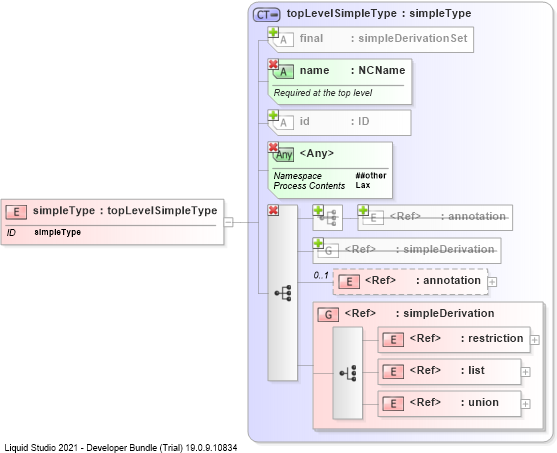 CT topLevelSimpleType : simpleType
A final : simpleDerivationSet
A name : NCName
Required at the top level
A id : ID
Any <Any>
Namespace ##other
Process Contents Lax
E simpleType : topLevelSimpleType
ID simpleType
E <Ref> : annotation
G <Ref> : simpleDerivation
0..1
E <Ref> : annotation
G <Ref> : simpleDerivation
E <Ref> : restriction
E <Ref> : list
E <Ref> : union
Liquid Studio 2021 - Developer Bundle (Trial) 19.0.9.10834